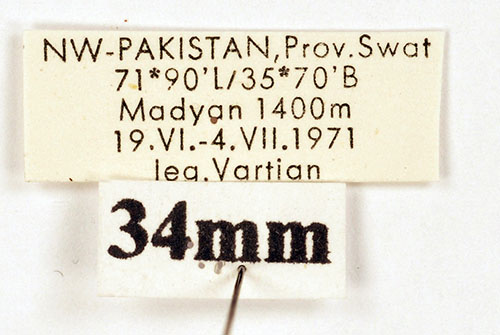 NW-PAKISTAN,Prov.Swat
71*90'L/35*70'B
Madyan 1400m
19.VI.-4.VII.1971
leg.Vartian
34mm